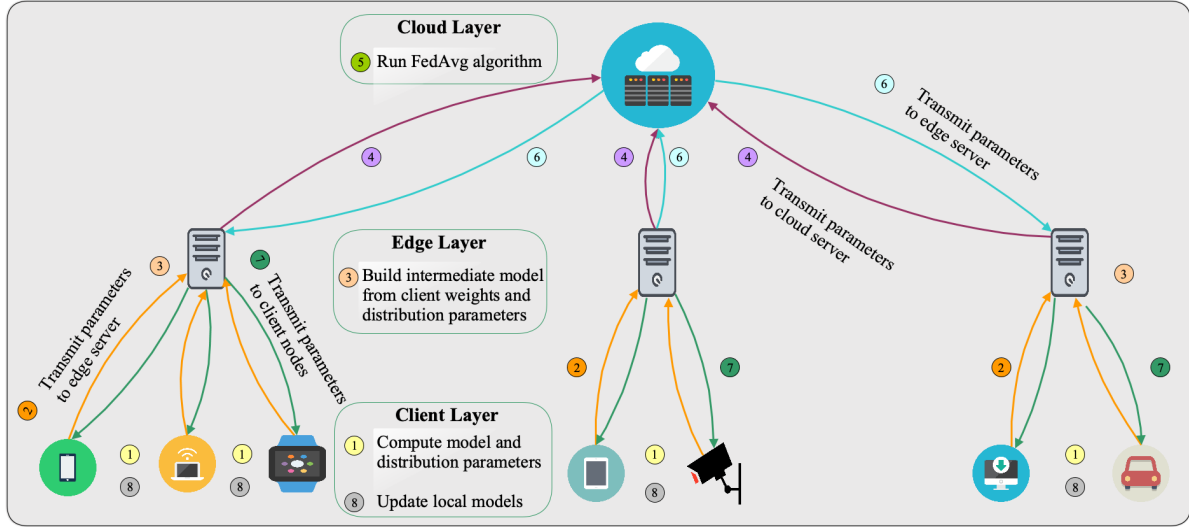 Cloud Layer
5 Run FedAvg algorithm
6
Transmit parameters
to edge server
4
6
4
6
4
Transmit parameters
to cloud server
Edge Layer
3 Build intermediate model
from client weights and
distribution parameters
3
7
Transmit parameters
to client nodes
2
Transmit parameters
to edge server
3
2
7
2
7
Client Layer
1 Compute model and
distribution parameters
8 Update local models
1
8
1
8
1
8
1
8